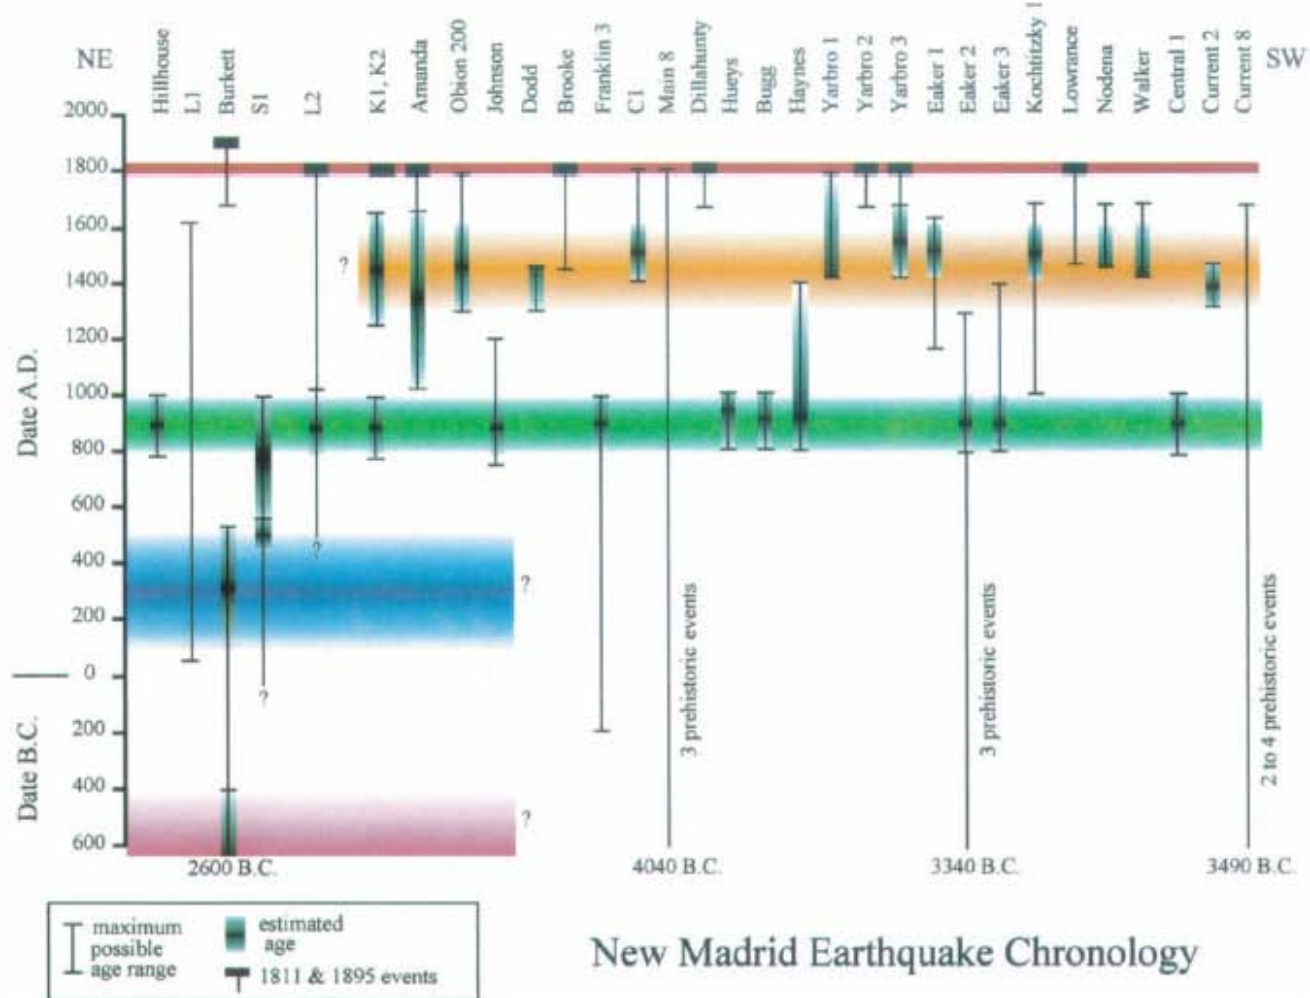 NE
Hillhouse
L1
Burkett
S1
L2
K1, K2
Amanda
Obion 200
Johnson
Dodd
Brooke
Franklin 3
C1
Main 8
Dillahunty
Hueys
Bugg
Haynes
Yarbro 1
Yarbro 2
Yarbro 3
Eaker 1
Eaker 2
Eaker 3
Kochtitzky 1
Lowrance
Nodena
Walker
Central 1
Current 2
Current 8
SW
Date A.D.
2000
1800
1600
1400
1200
1000
800
600
400
200
0
Date B.C.
200
400
600
?
?
?
?
?
3 prehistoric events
3 prehistoric events
2 to 4 prehistoric events
2600 B.C.
4040 B.C.
3340 B.C.
3490 B.C.
maximum
possible
age range
estimated
age
1811 & 1895 events
New Madrid Earthquake Chronology